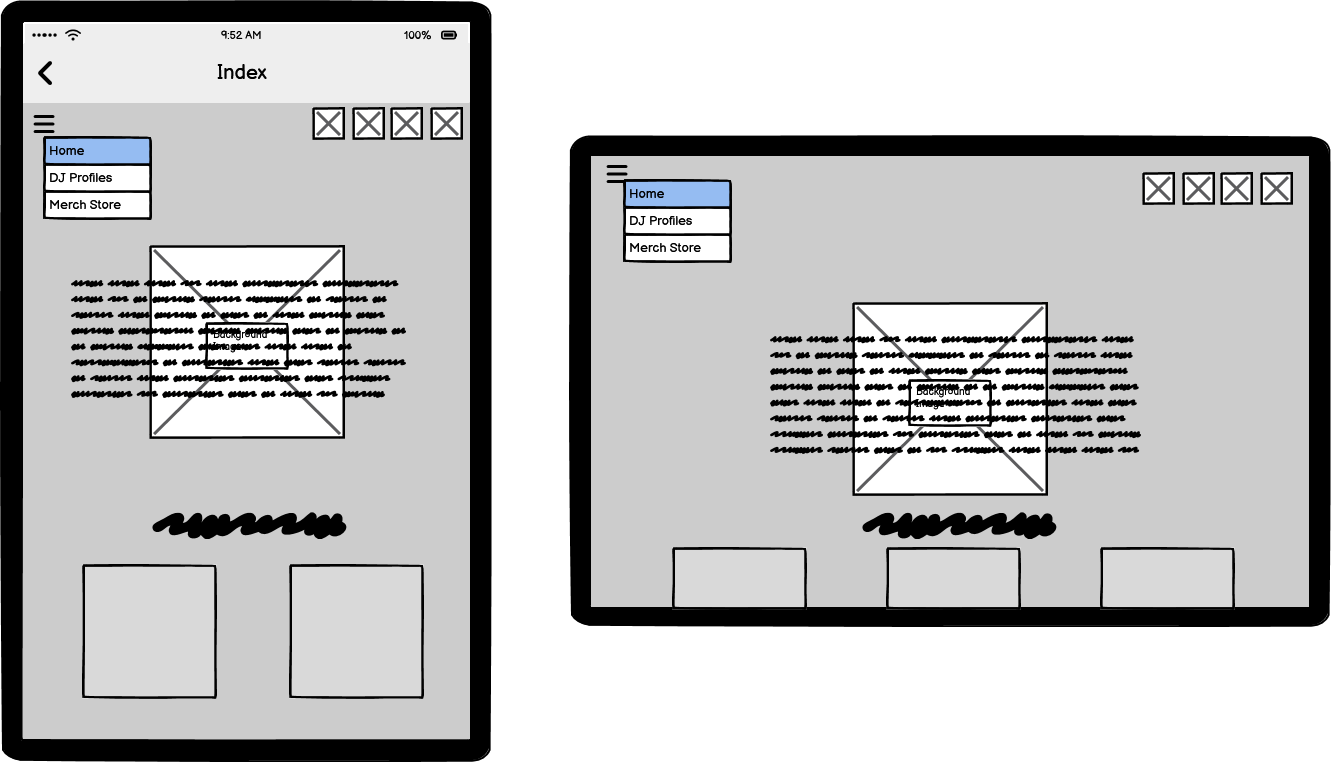 9:52 AM
100%
Index
Home
DJ Profiles
Merch Store
Background
Image
Home
DJ Profiles
Merch Store
Background
Image